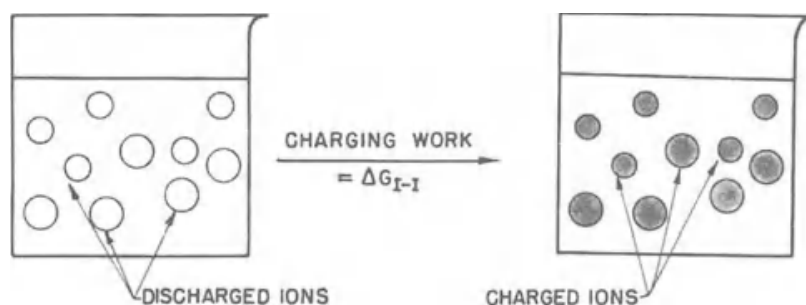 CHARGING WORK
= ΔG_I-I
DISCHARGED IONS
CHARGED IONS